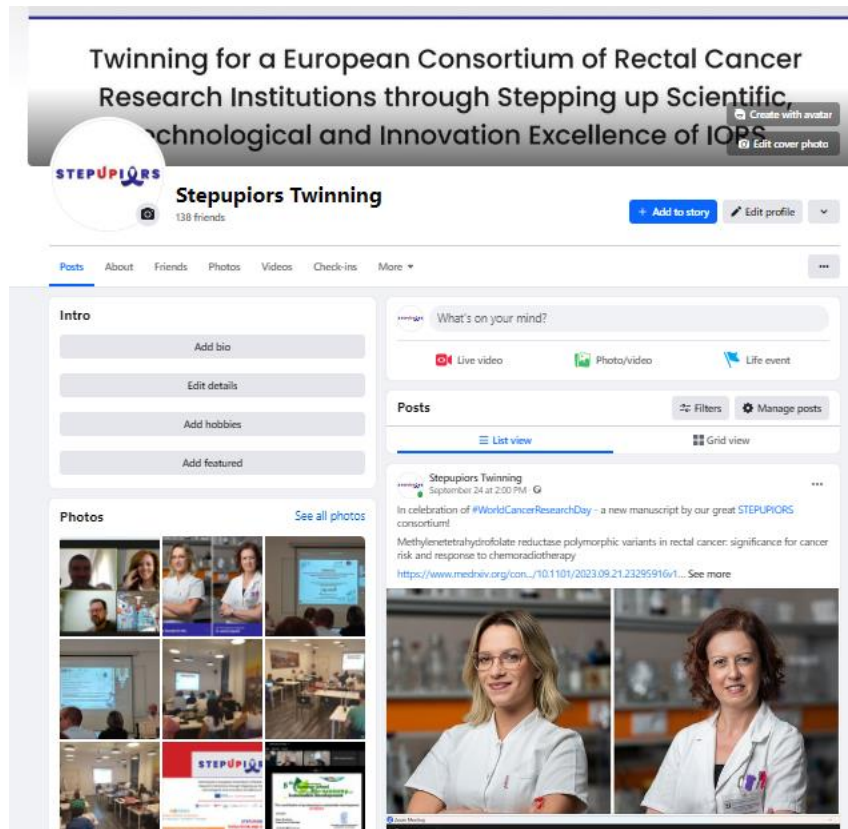 Twinning for a European Consortium of Rectal Cancer
Research Institutions through Stepping up Scientific,
chnological and Innovation Excellence of IORS
Create with avatar
Edit cover photo
STEPUPIORS
Stepupiors Twinning
138 friends
+ Add to story
Edit profile
Posts About Friends Photos Videos Check-ins More
Intro
Add bio
Edit details
Add hobbies
Add featured
Photos
See all photos
STEPUPIORS
What's on your mind?
Live video
Photo/video
Life event
Posts
Filters
Manage posts
List view
Grid view
Stepupiors Twinning
September 24 at 2:00 PM ·
In celebration of #WorldCancerResearchDay - a new manuscript by our great STEPUPIORS
consortium!
Methylenetetrahydrofolate reductase polymorphic variants in rectal cancer: significance for cancer
risk and response to chemoradiotherapy
https://www.medrxiv.org/con.../10.1101/2023.09.21.23295916v1... See more
Zoom Meeting